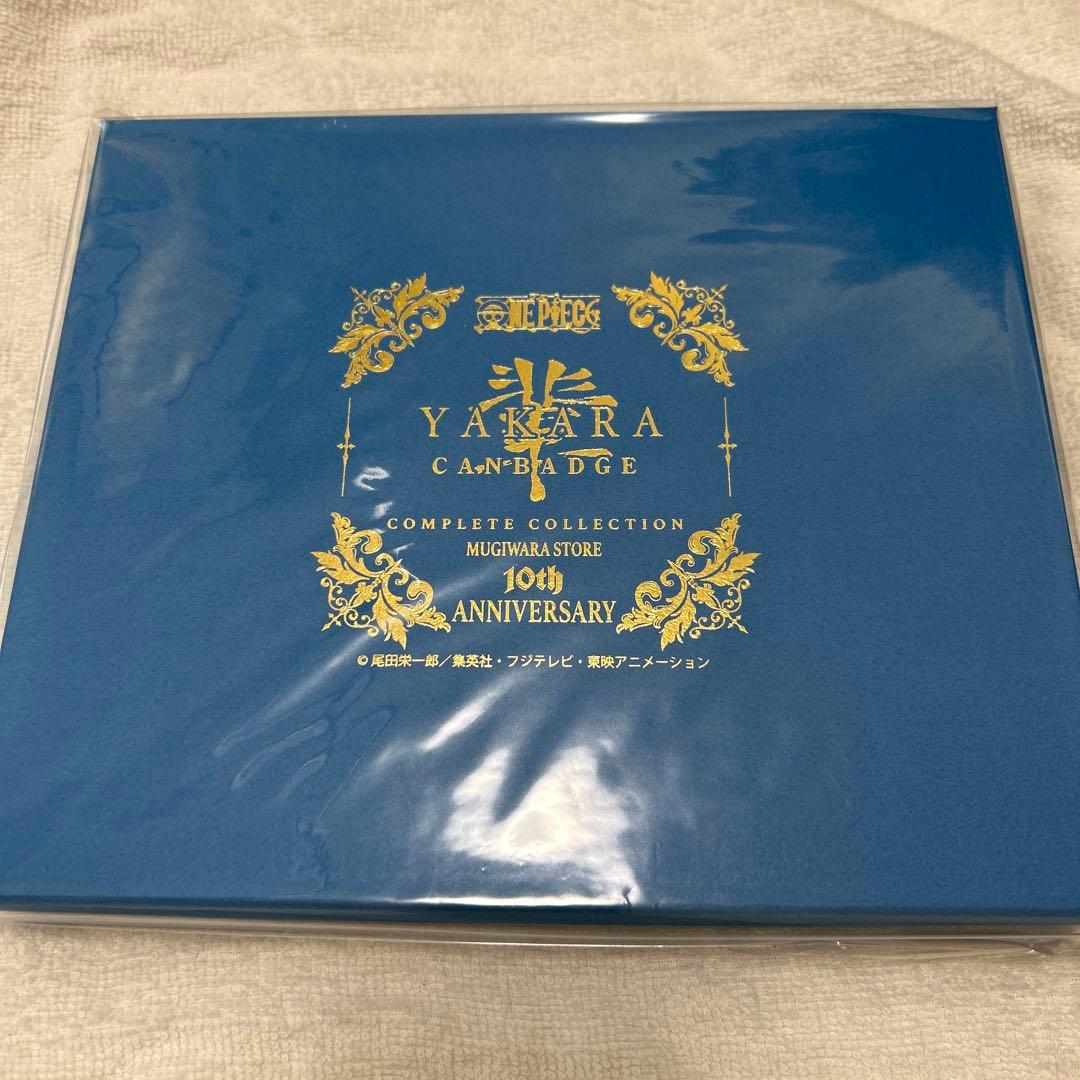 ONE PIECE
輩
YAKARA
CANBADGE
COMPLETE COLLECTION
MUGIWARA STORE
10th
ANNIVERSARY
© 尾田栄一郎／集英社・フジテレビ・東映アニメーション